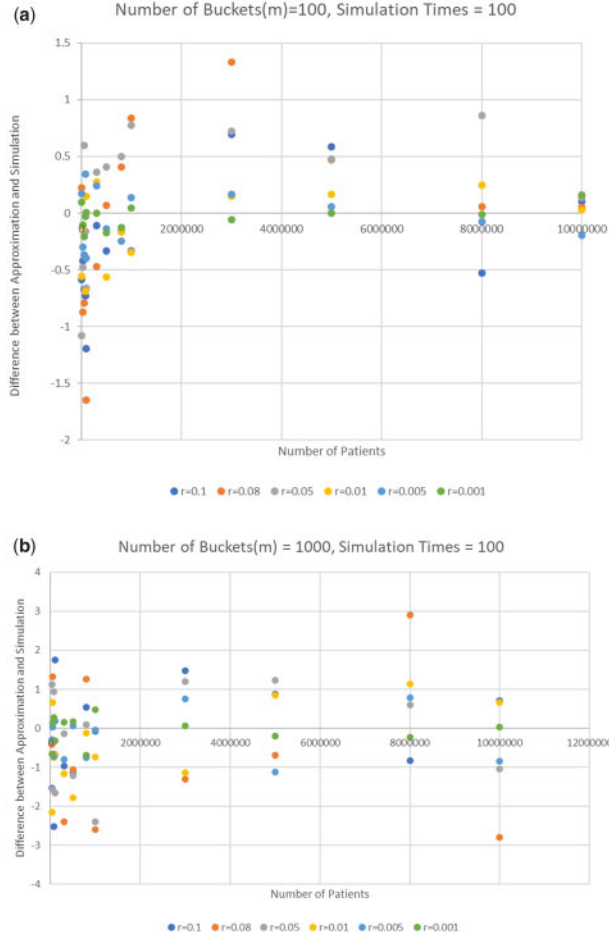 (a)
Number of Buckets(m)=100, Simulation Times = 100
Difference between Approximation and Simulation
1.5
1
0.5
0
-0.5
-1
-1.5
-2
2000000 4000000 6000000 8000000 10000000
Number of Patients
r=0.1 r=0.08 r=0.05 r=0.01 r=0.005 r=0.001
(b)
Number of Buckets(m) = 1000, Simulation Times = 100
Difference between Approximation and Simulation
4
3
2
1
0
-1
-2
-3
-4
2000000 4000000 6000000 8000000 10000000 12000000
Number of Patients
r=0.1 r=0.08 r=0.05 r=0.01 r=0.005 r=0.001